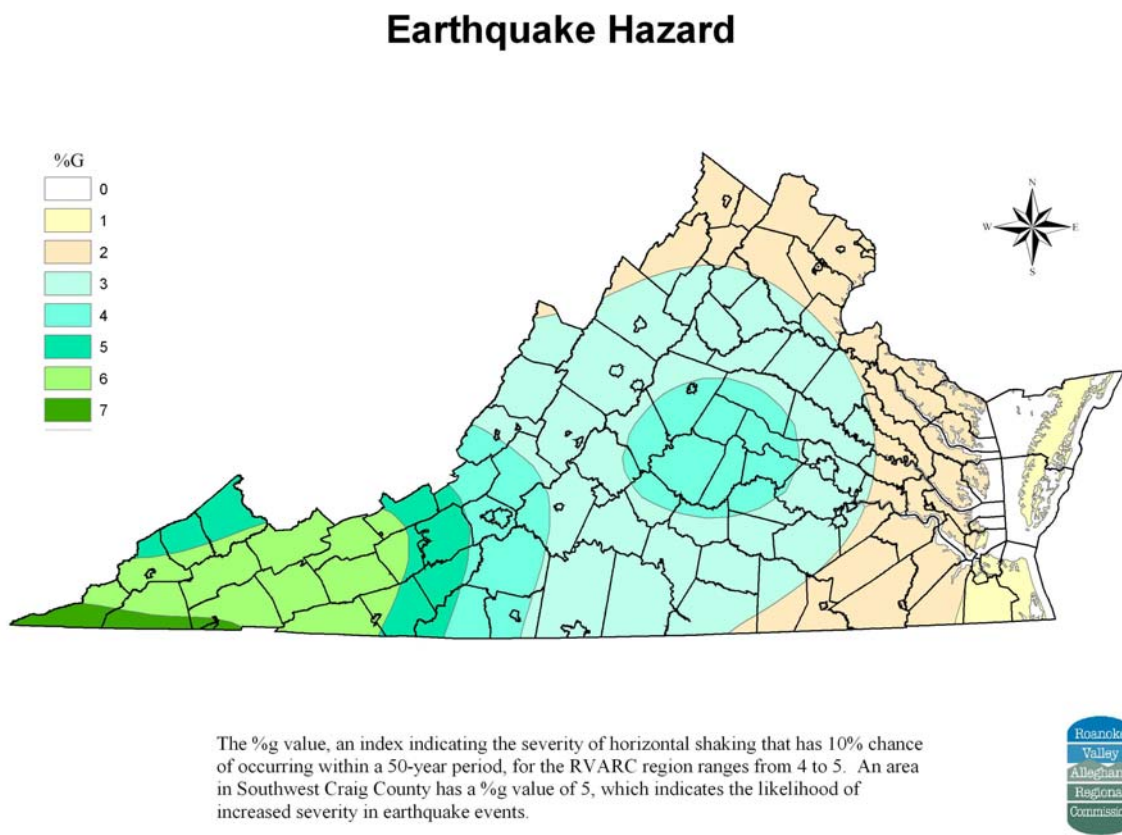 Earthquake Hazard
%G
0
1
2
3
4
5
6
7
N
W E
S
The %g value, an index indicating the severity of horizontal shaking that has 10% chance
of occurring within a 50-year period, for the RVARC region ranges from 4 to 5. An area
in Southwest Craig County has a %g value of 5, which indicates the likelihood of
increased severity in earthquake events.
Roanoke
Valley
Alleghan
Regiona
Commissio